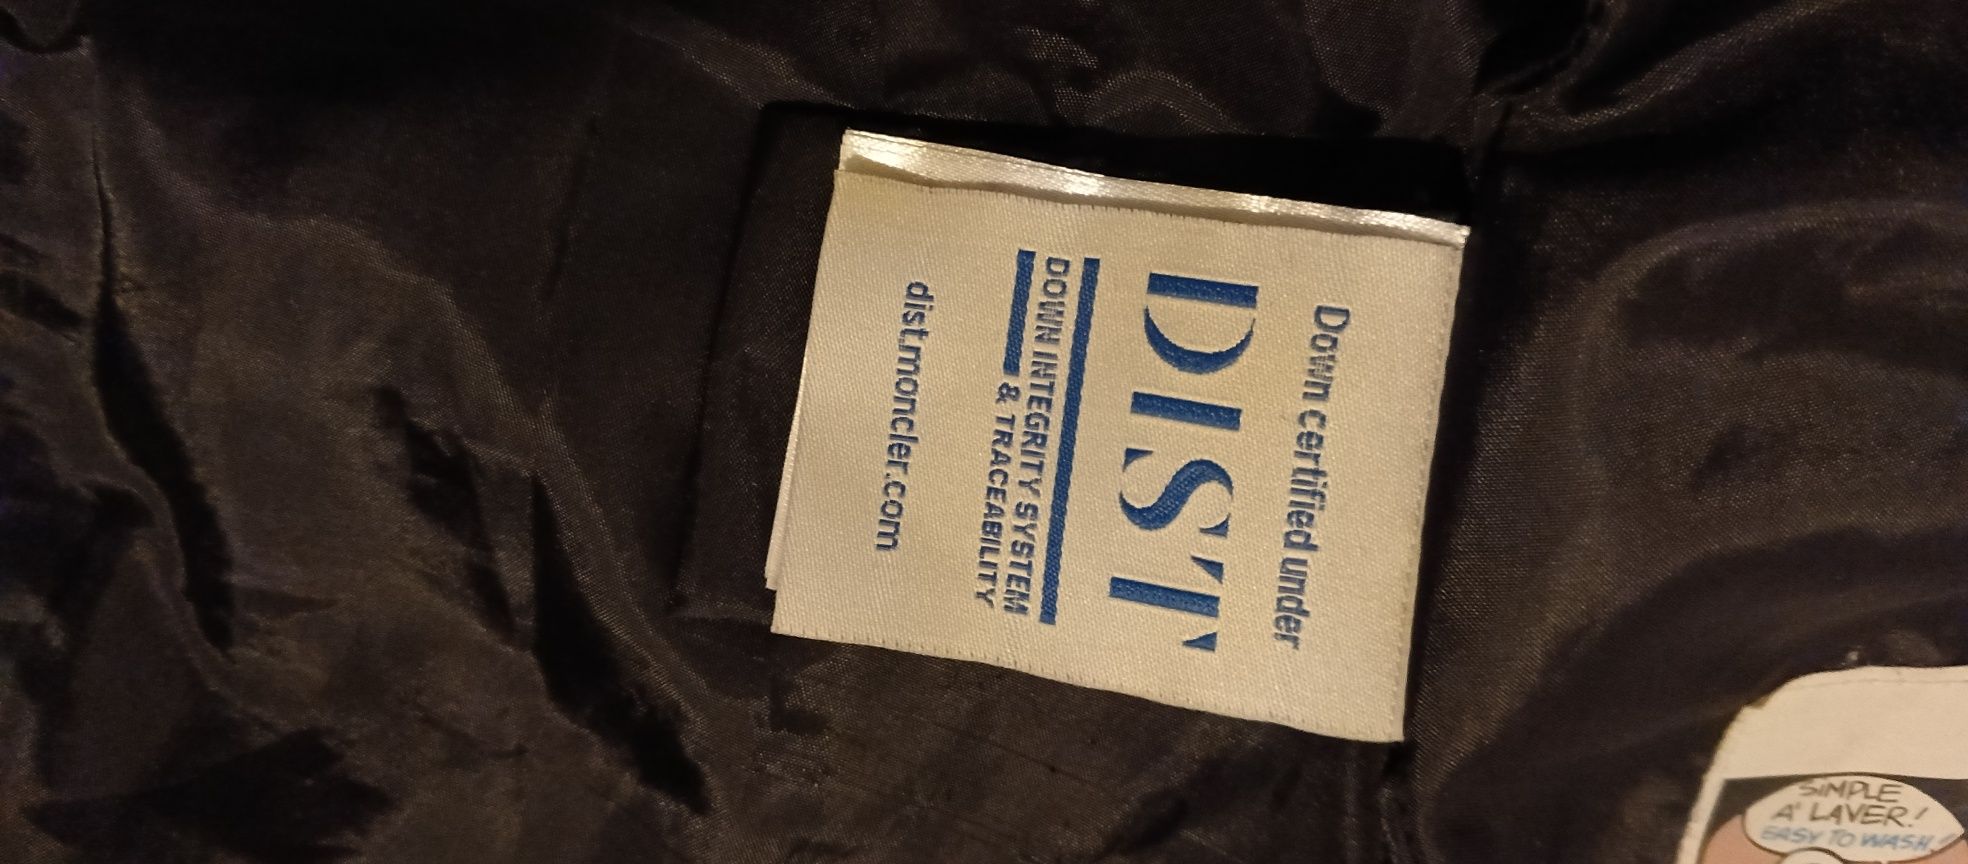 Down certified under
DIST
DOWN INTEGRITY SYSTEM
& TRACEABILITY
dist.moncler.com
SIMPLE
A' LAVER!
EASY TO WASH!